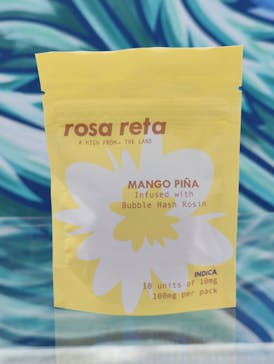 rosa reta
A HIGH FROM THE LAND
MANGO PIÑA
Infused with
Bubble Hash Rosin
INDICA
10 units of 10mg
100mg per pack